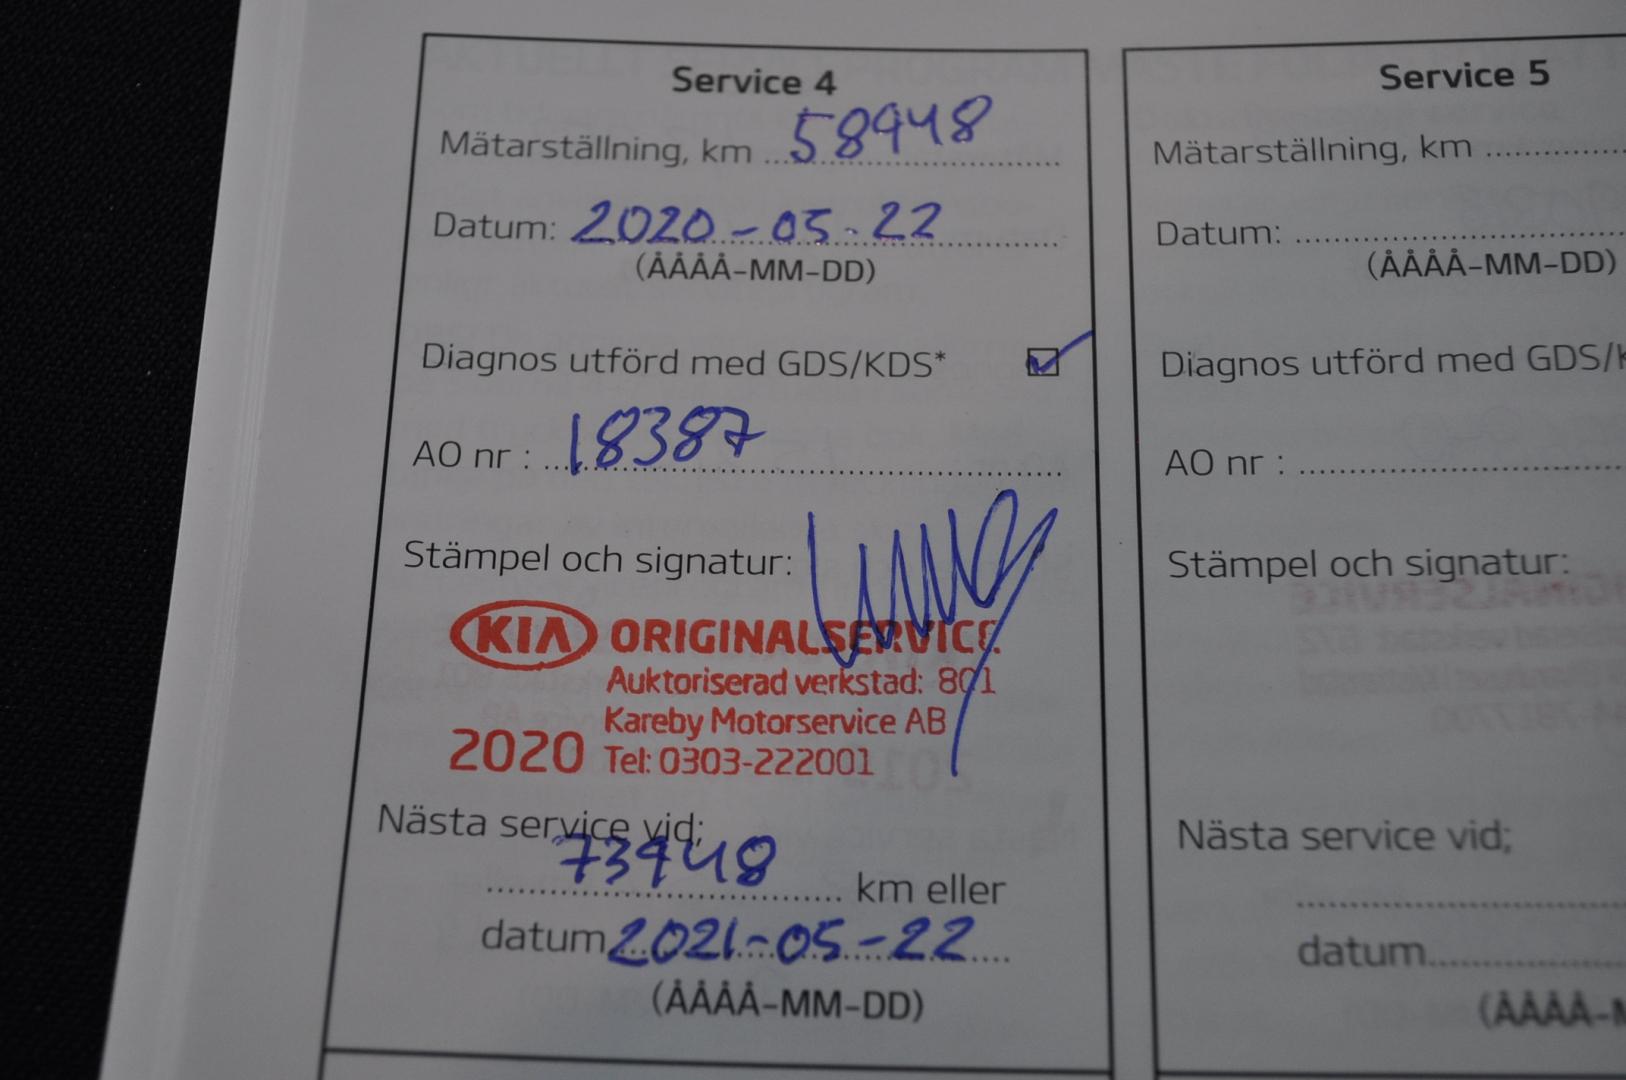 Service 4
Mätarställning, km 58948
Datum: 2020-05-22
(ÅÅÅÅ-MM-DD)
Diagnos utförd med GDS/KDS*
AO nr : 18387
Stämpel och signatur:
KIA ORIGINALSERVICE
Auktoriserad verkstad: 801
Kareby Motorservice AB
2020 Tel: 0303-222001
Nästa service vid;
73948 km eller
datum 2021-05-22
(ÅÅÅÅ-MM-DD)
Service 5
Mätarställning, km
Datum:
(ÅÅÅÅ-MM-DD)
Diagnos utförd med GDS/K
AO nr :
Stämpel och signatur:
Nästa service vid;
datum
(ÅÅÅÅ-M